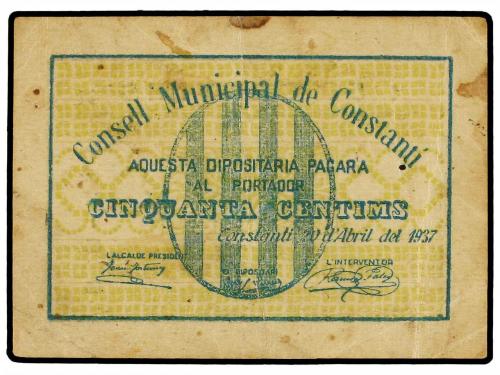 Consell Municipal de Constantí
AQUESTA DIPOSITARIA PAGARA
AL PORTADOR
CINQUANTA CENTIMS
Constantí 20 d'Abril del 1937
L'ALCALDE PRESIDENT
L'INTERVENTOR
DIPOSITARI